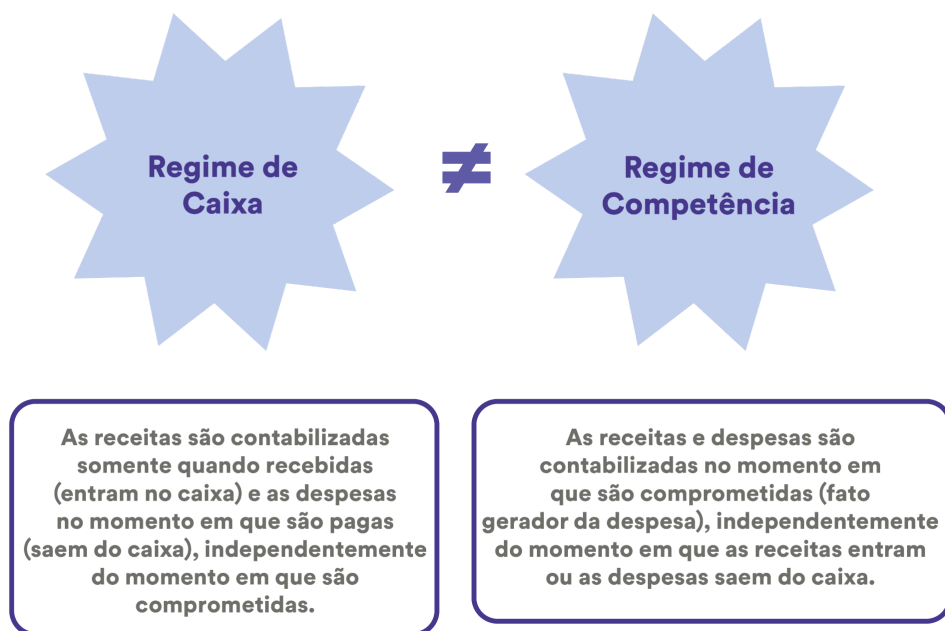 Regime de
Caixa
≠
Regime de
Competência
As receitas são contabilizadas
somente quando recebidas
(entram no caixa) e as despesas
no momento em que são pagas
(saem do caixa), independentemente
do momento em que são
comprometidas.
As receitas e despesas são
contabilizadas no momento em
que são comprometidas (fato
gerador da despesa), independentemente
do momento em que as receitas entram
ou as despesas saem do caixa.